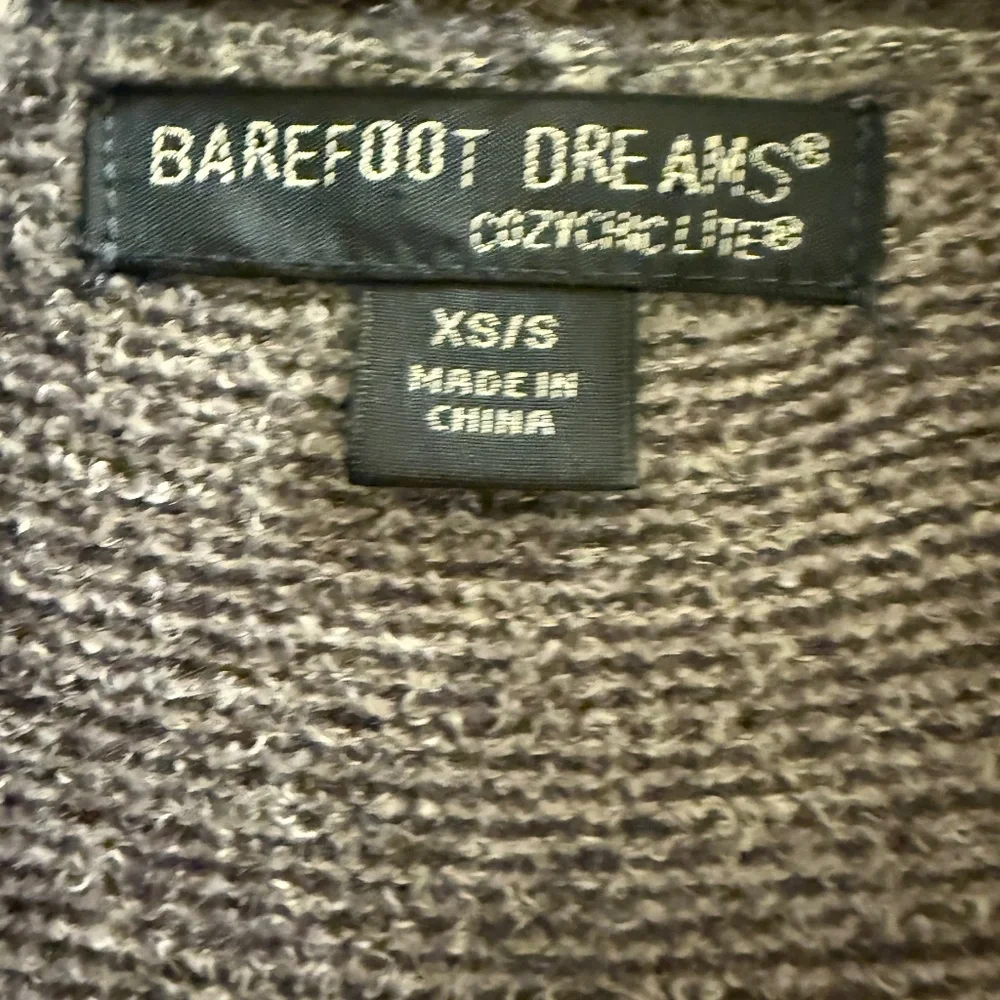 BAREFOOT DREAMS®
COZYCHIC LITE®
XS/S
MADE IN
CHINA